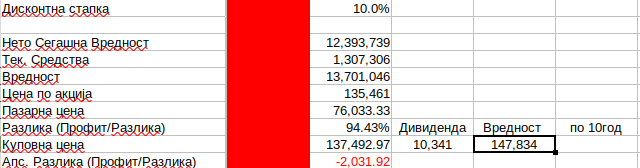 Дисконтна стапка 10.0%
Нето Сегашна Вредност 12,393,739
Тек. Средства 1,307,306
Вредност 13,701,046
Цена по акција 135,461
Пазарна цена 76,033.33
Разлика (Профит/Разлика) 94.43% Дивиденда Вредност по 10год
Куповна цена 137,492.97 10,341 147,834
Апс. Разлика (Профит/Разлика) -2,031.92